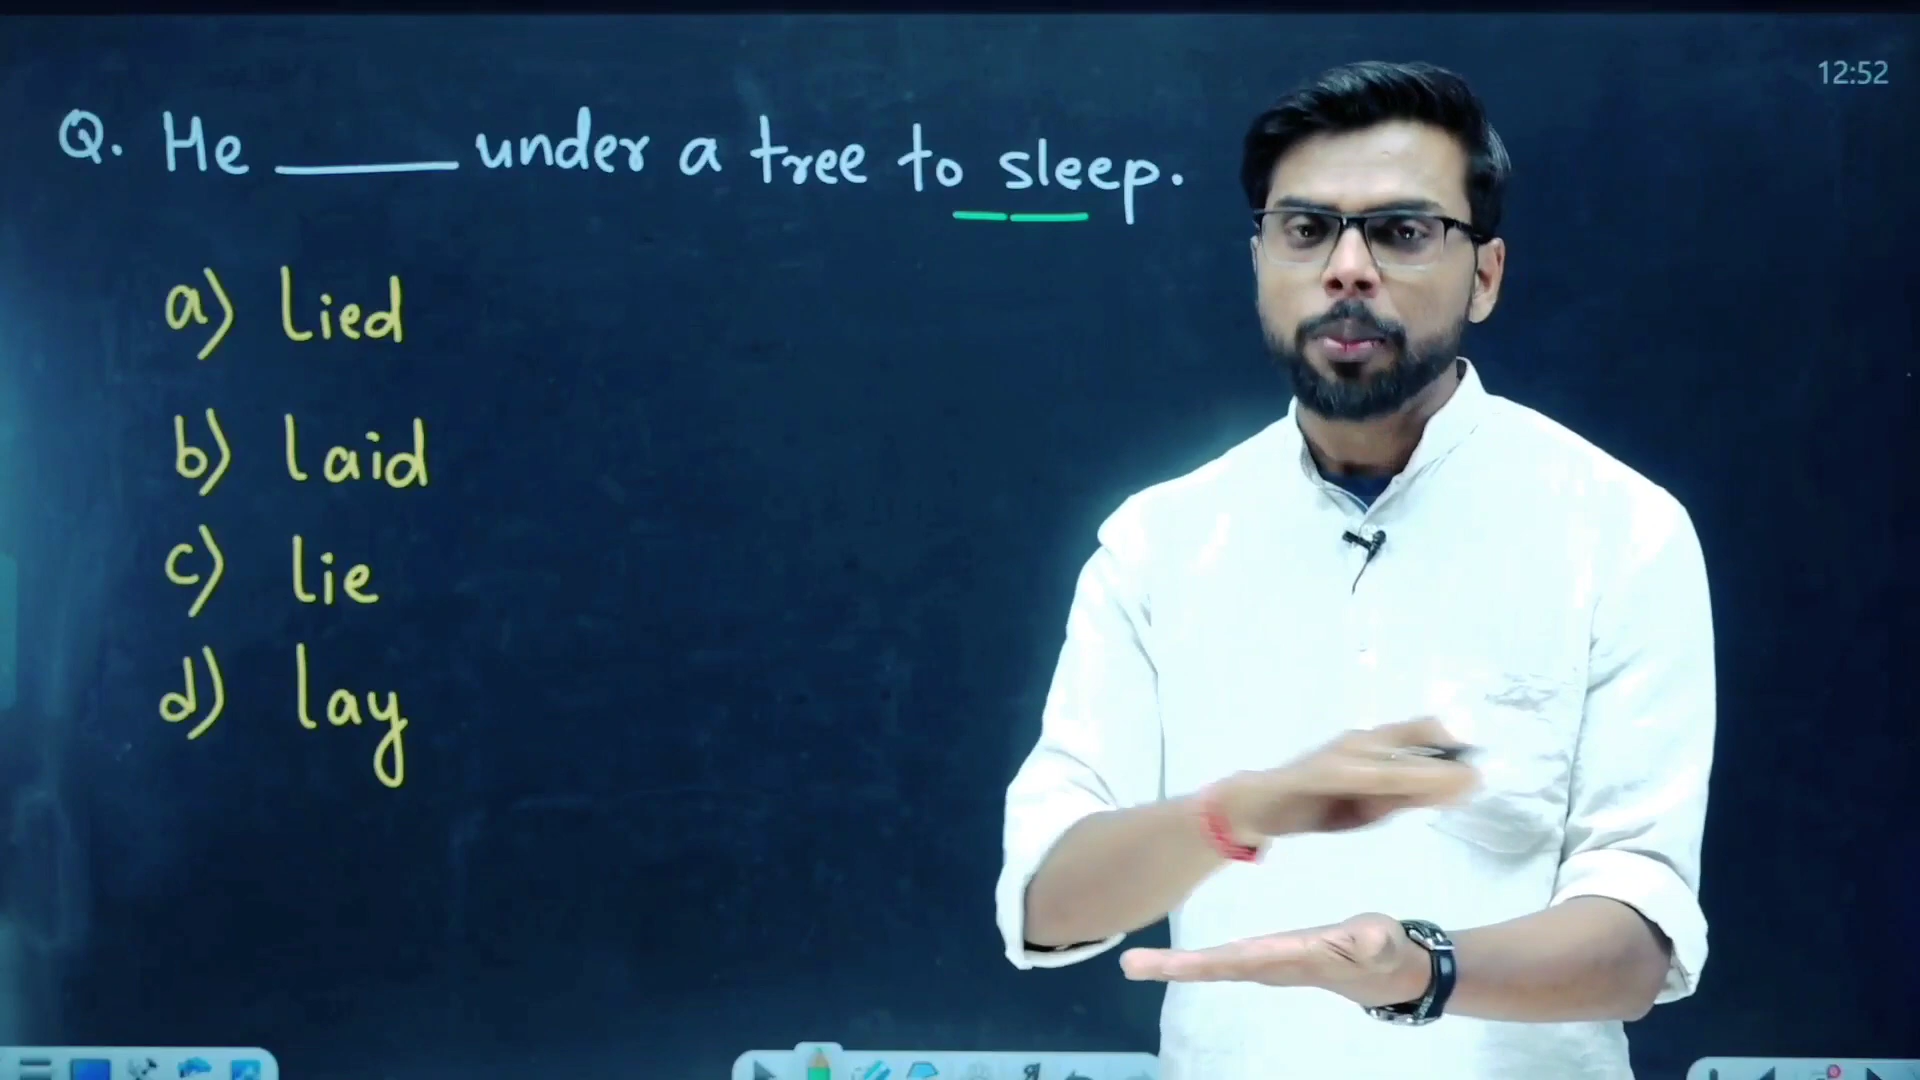 12:52
Q. He ____ under a tree to sleep.
a) Lied
b) laid
c) lie
d) lay